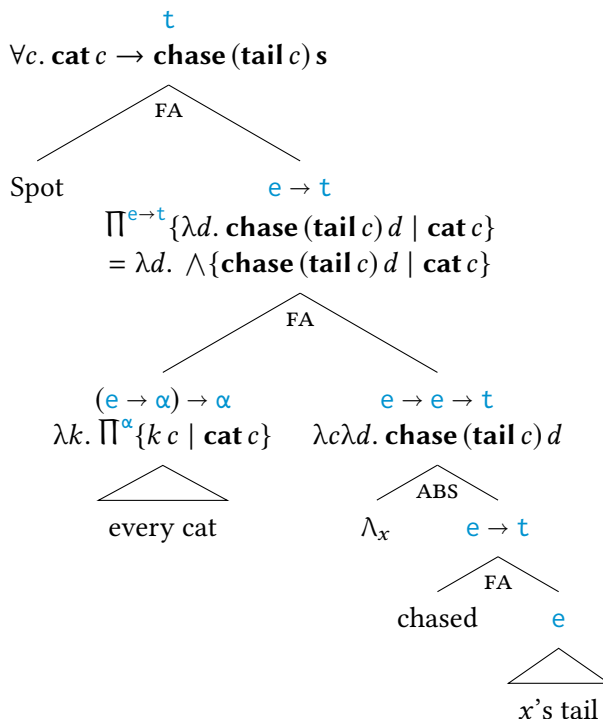 t
∀c. cat c → chase (tail c) s
FA
Spot
e → t
∏ᵉ→ᵗ{λd. chase (tail c) d | cat c}
= λd. ∧{chase (tail c) d | cat c}
FA
(e → α) → α
e → e → t
λk. ∏ᵅ{k c | cat c}
λcλd. chase (tail c) d
ABS
every cat
Λₓ
e → t
FA
chased
e
x's tail